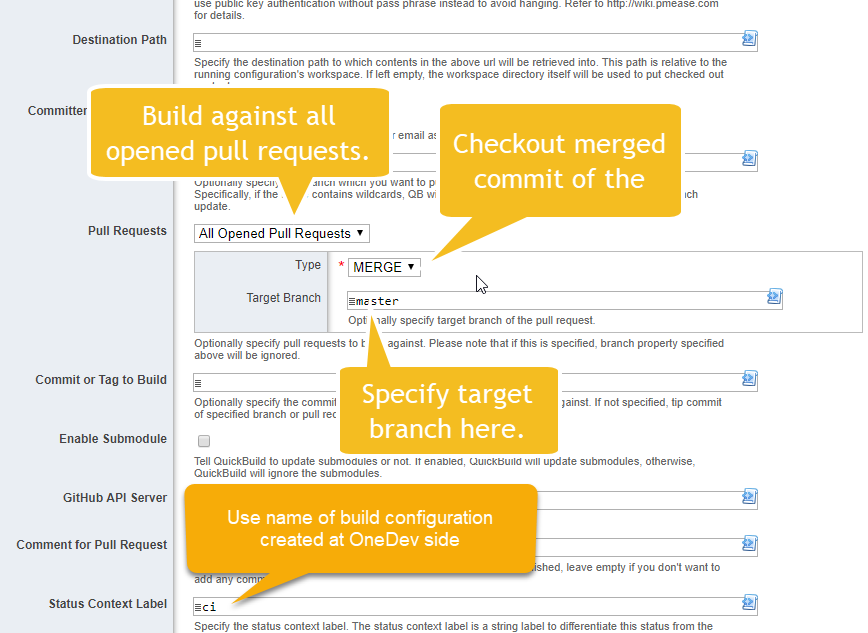 use public key authentication without pass phrase instead to avoid hanging. Refer to http://wiki.pmease.com
for details.
Destination Path
Specify the destination path to which contents in the above url will be retrieved into. This path is relative to the
running configuration's workspace. If left empty, the workspace directory itself will be used to put checked out
Committer
Build against all
opened pull requests.
email as
Checkout merged
commit of the
Optionally specify which you want to
Specifically, if the contains wildcards, QB
update.
Pull Requests
All Opened Pull Requests
Type
* MERGE
Target Branch
master
Optionally specify target branch of the pull request.
Optionally specify pull requests to against. Please note that if this is specified, branch property specified
above will be ignored.
Commit or Tag to Build
Optionally specify the commit If not specified, tip commit
of specified branch or pull
Specify target
branch here.
Enable Submodule
Tell QuickBuild to update submodules or not. If enabled, QuickBuild will update submodules, otherwise,
QuickBuild will ignore the submodules.
GitHub API Server
Use name of build configuration
created at OneDev side
Comment for Pull Request
leave empty if you don't want to
add any
Status Context Label
ci
Specify the status context label. The status context label is a string label to differentiate this status from the